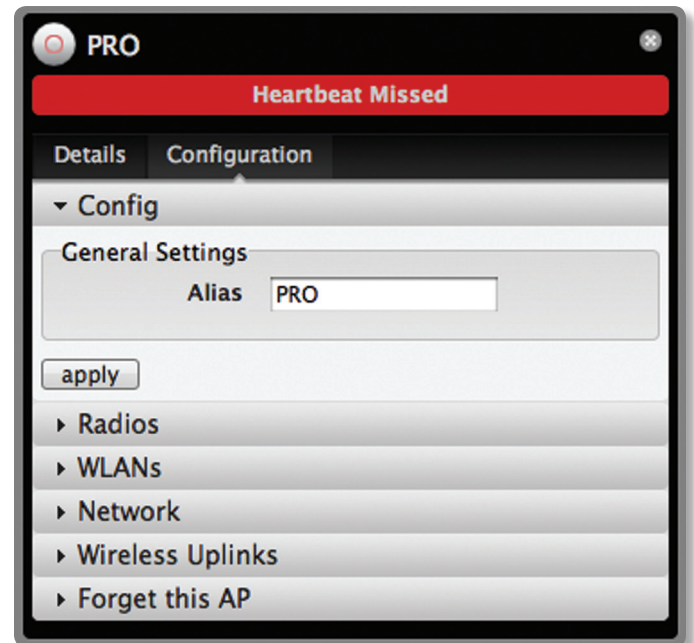 PRO
Heartbeat Missed
Details Configuration
Config
General Settings
Alias PRO
apply
Radios
WLANs
Network
Wireless Uplinks
Forget this AP